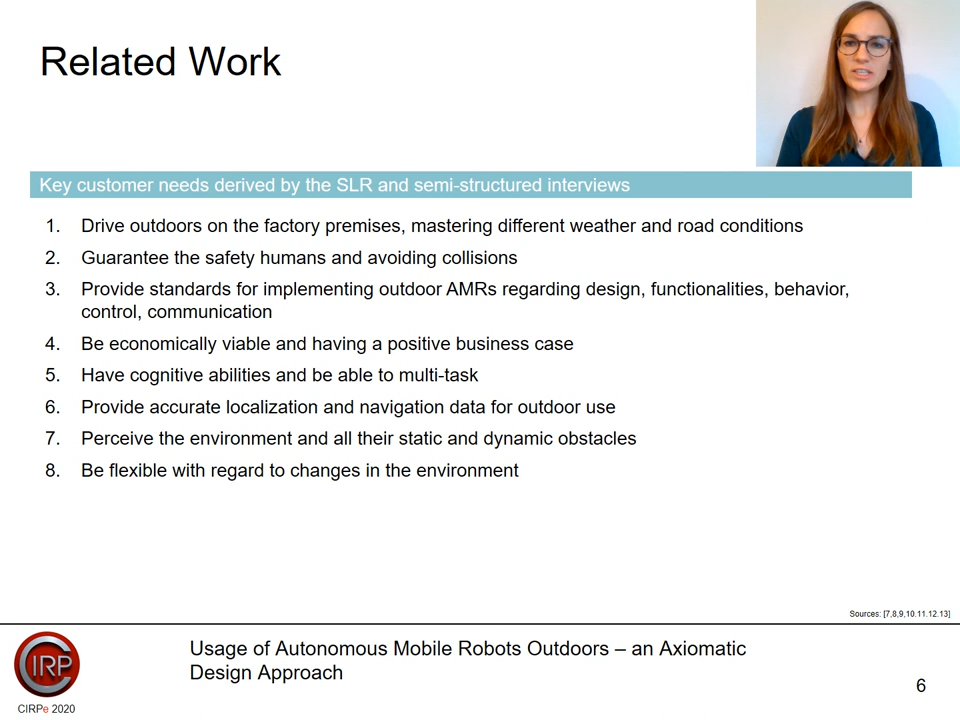 Related Work
Key customer needs derived by the SLR and semi-structured interviews
1. Drive outdoors on the factory premises, mastering different weather and road conditions
2. Guarantee the safety humans and avoiding collisions
3. Provide standards for implementing outdoor AMRs regarding design, functionalities, behavior,
control, communication
4. Be economically viable and having a positive business case
5. Have cognitive abilities and be able to multi-task
6. Provide accurate localization and navigation data for outdoor use
7. Perceive the environment and all their static and dynamic obstacles
8. Be flexible with regard to changes in the environment
Sources: [7,8,9,10.11.12.13]
CIRP
CIRPe 2020
Usage of Autonomous Mobile Robots Outdoors – an Axiomatic
Design Approach
6